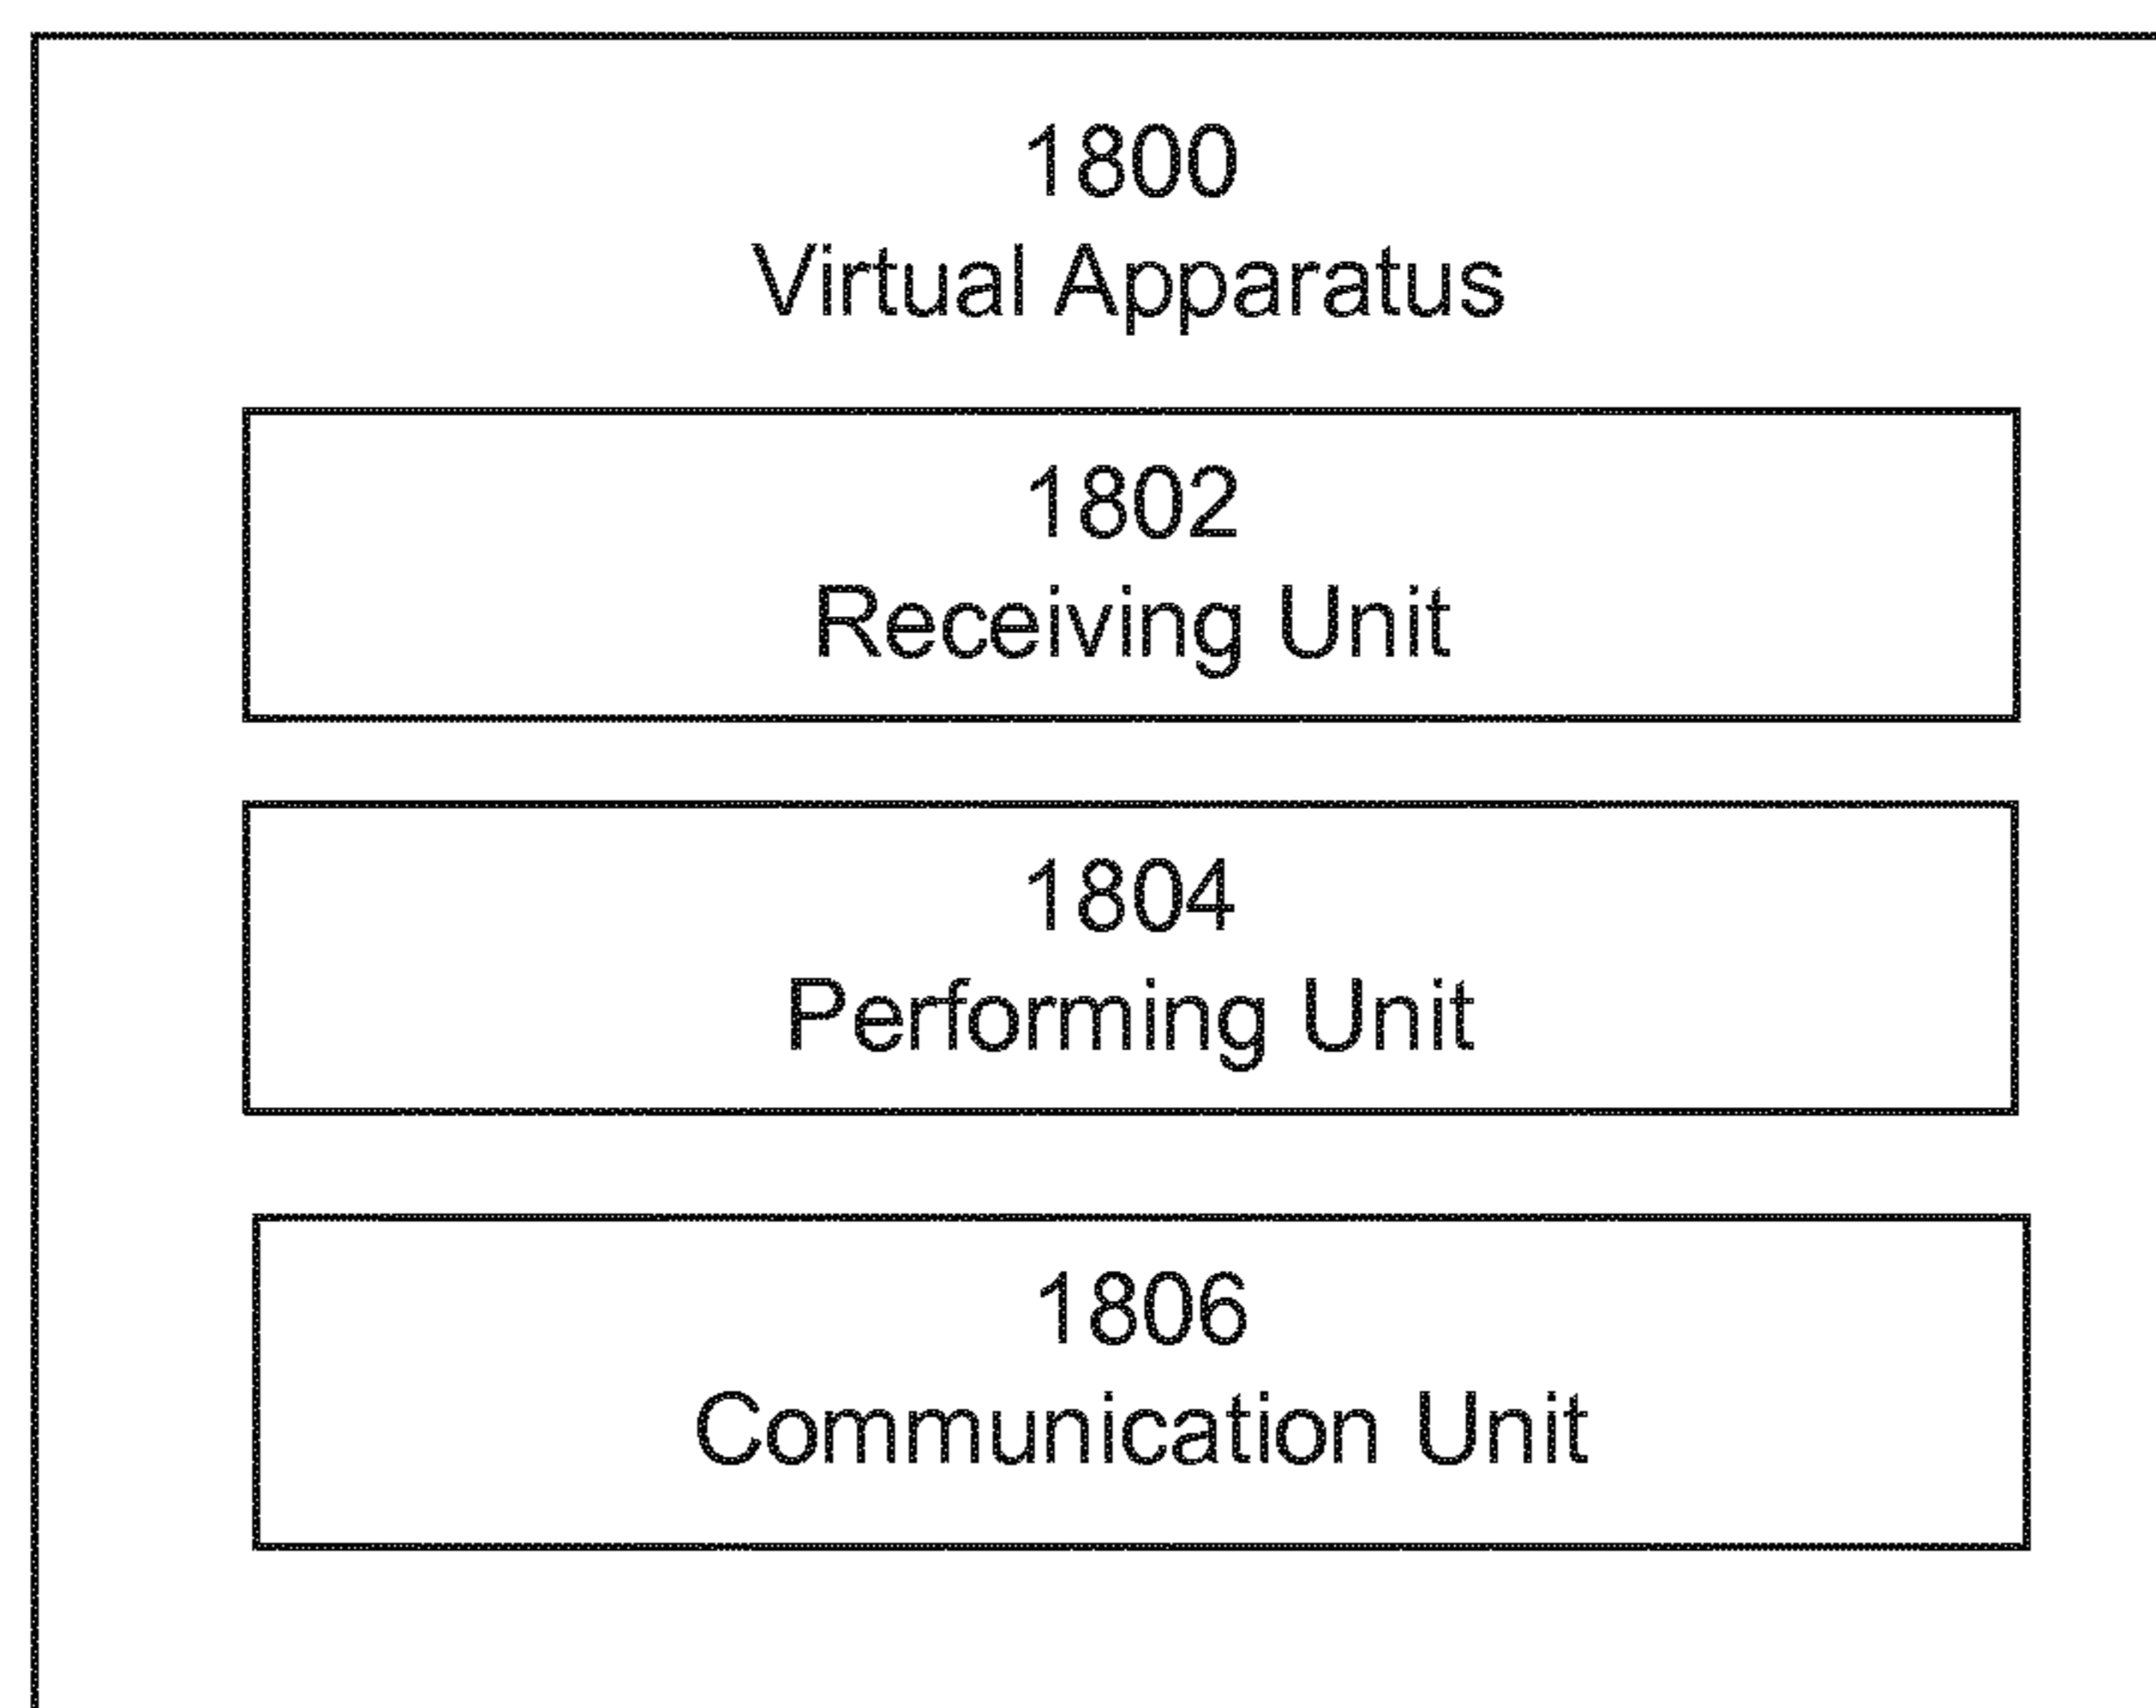 1800
Virtual Apparatus
1802
Receiving Unit
1804
Performing Unit
1806
Communication Unit